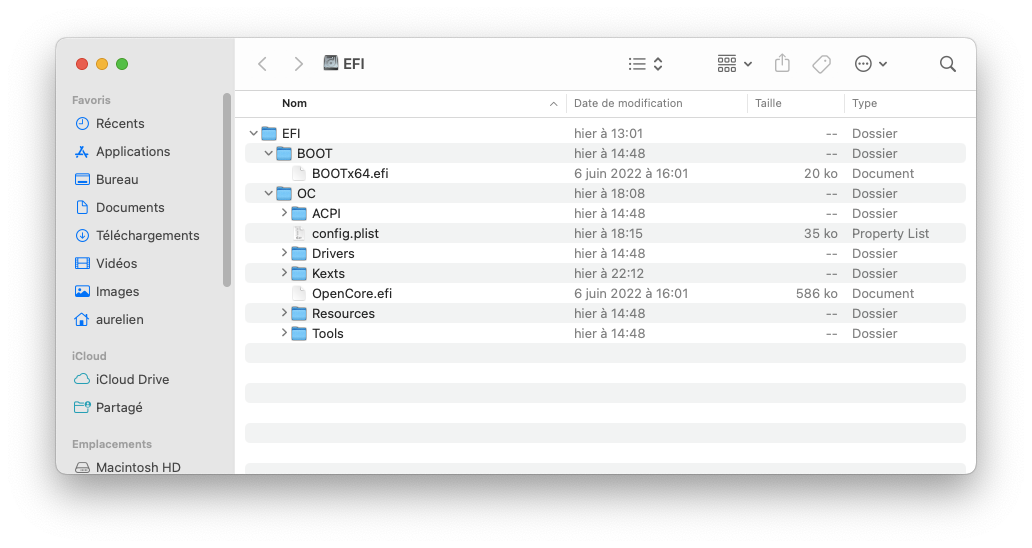 EFI
Favoris
Récents
Applications
Bureau
Documents
Téléchargements
Vidéos
Images
aurelien
iCloud
iCloud Drive
Partagé
Emplacements
Macintosh HD
Nom Date de modification Taille Type
EFI hier à 13:01 -- Dossier
BOOT hier à 14:48 -- Dossier
BOOTx64.efi 6 juin 2022 à 16:01 20 ko Document
OC hier à 18:08 -- Dossier
ACPI hier à 14:48 -- Dossier
config.plist hier à 18:15 35 ko Property List
Drivers hier à 14:48 -- Dossier
Kexts hier à 22:12 -- Dossier
OpenCore.efi 6 juin 2022 à 16:01 586 ko Document
Resources hier à 14:48 -- Dossier
Tools hier à 14:48 -- Dossier